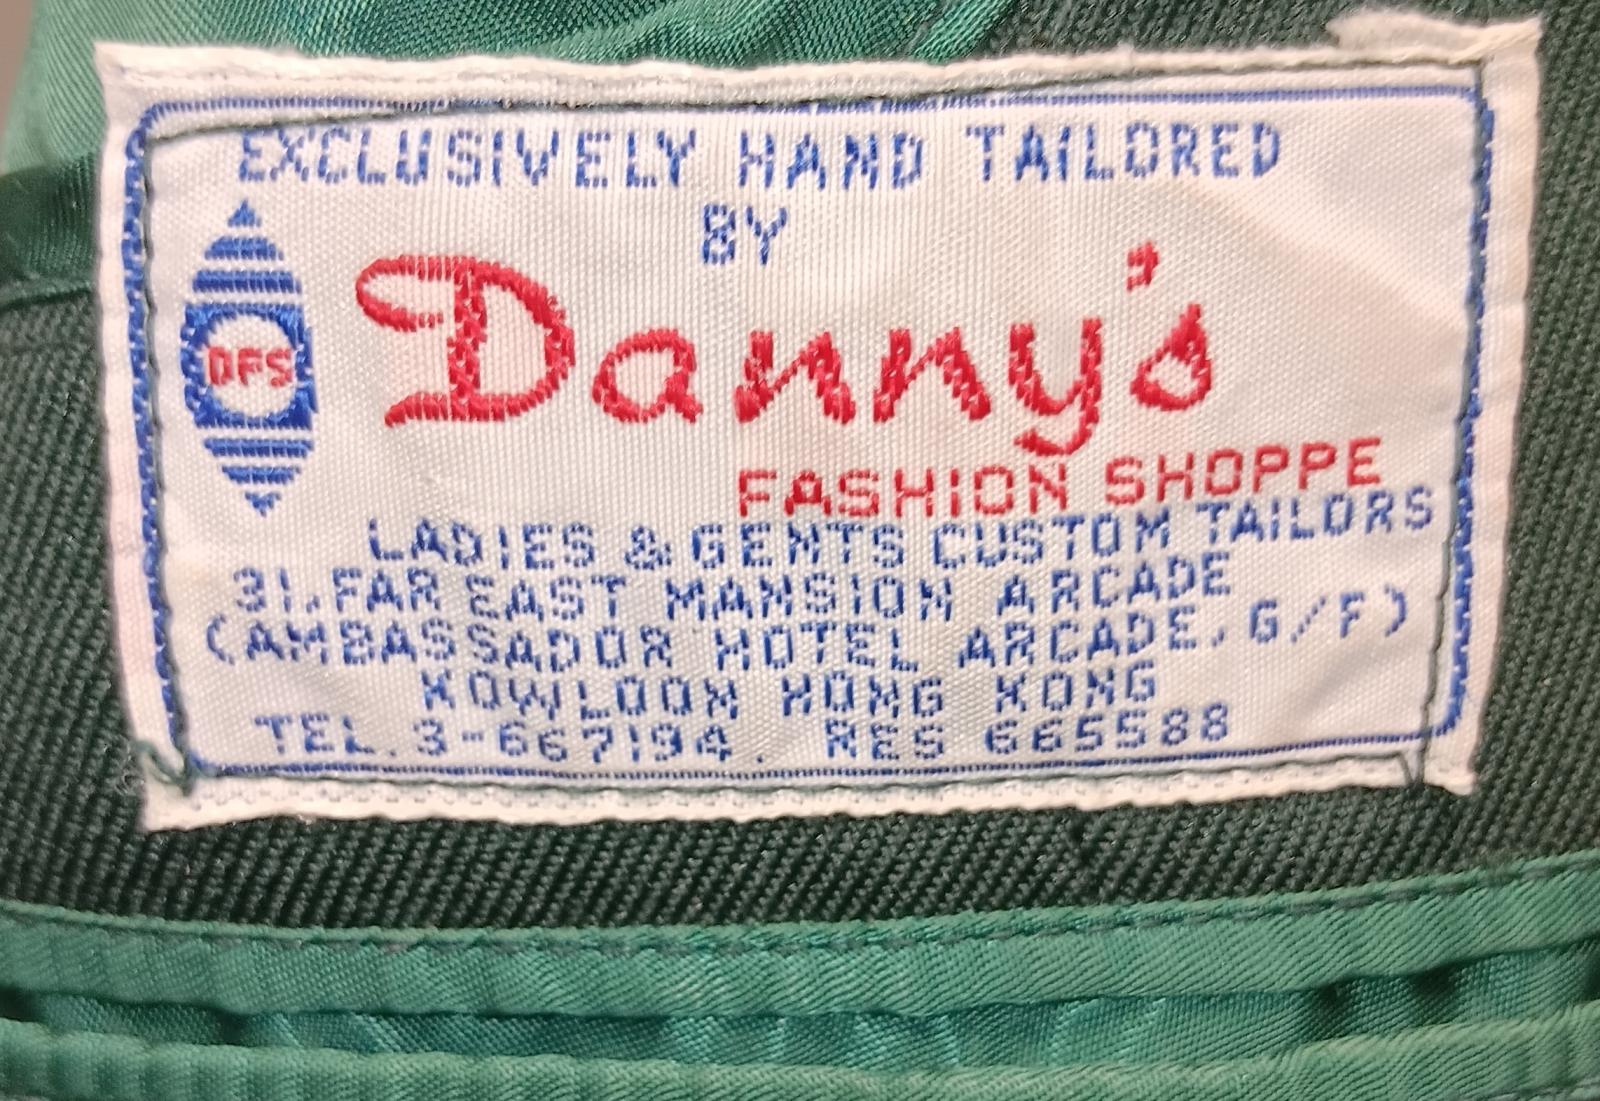 EXCLUSIVELY HAND TAILORED
BY
DFS
Danny's
FASHION SHOPPE
LADIES & GENTS CUSTOM TAILORS
31, FAR EAST MANSION ARCADE
(AMBASSADOR HOTEL ARCADE, G/F)
KOWLOON HONG KONG
TEL. 3-667194. RES 665588